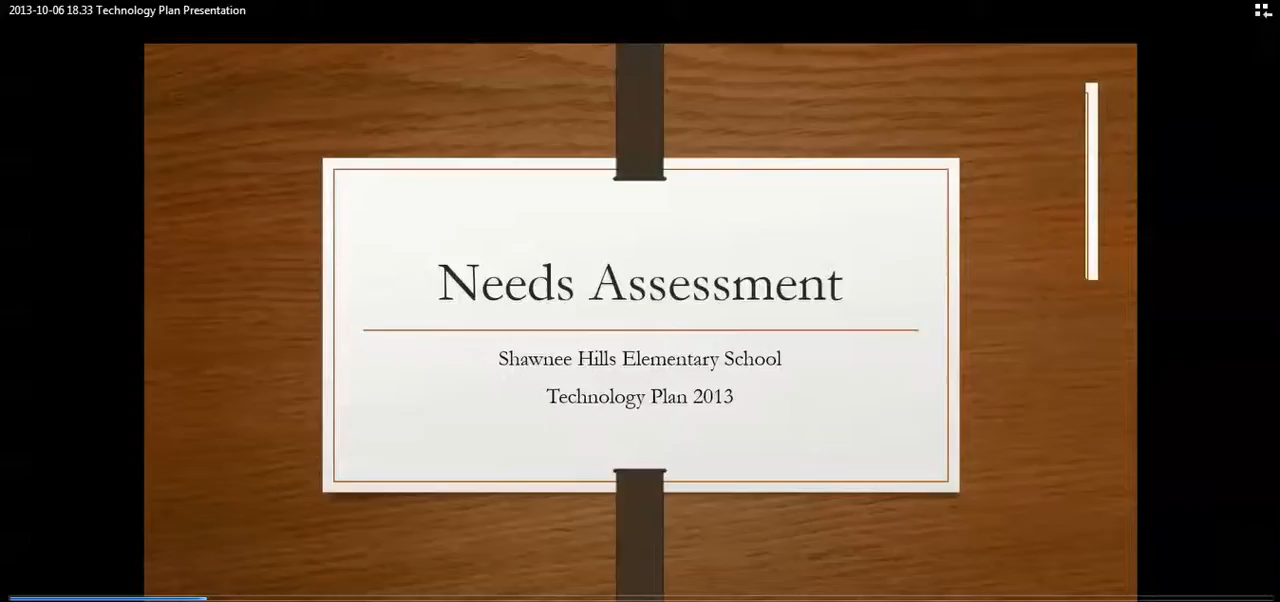 2013-10-06 18.33 Technology Plan Presentation
Needs Assessment
Shawnee Hills Elementary School
Technology Plan 2013